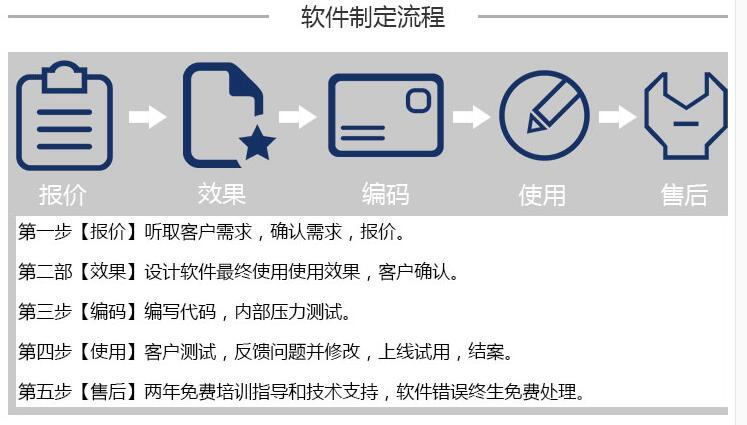 软件制定流程
报价 效果 编码 使用 售后
第一步【报价】听取客户需求，确认需求，报价。
第二部【效果】设计软件最终使用使用效果，客户确认。
第三步【编码】编写代码，内部压力测试。
第四步【使用】客户测试，反馈问题并修改，上线试用，结案。
第五步【售后】两年免费培训指导和技术支持，软件错误终生免费处理。